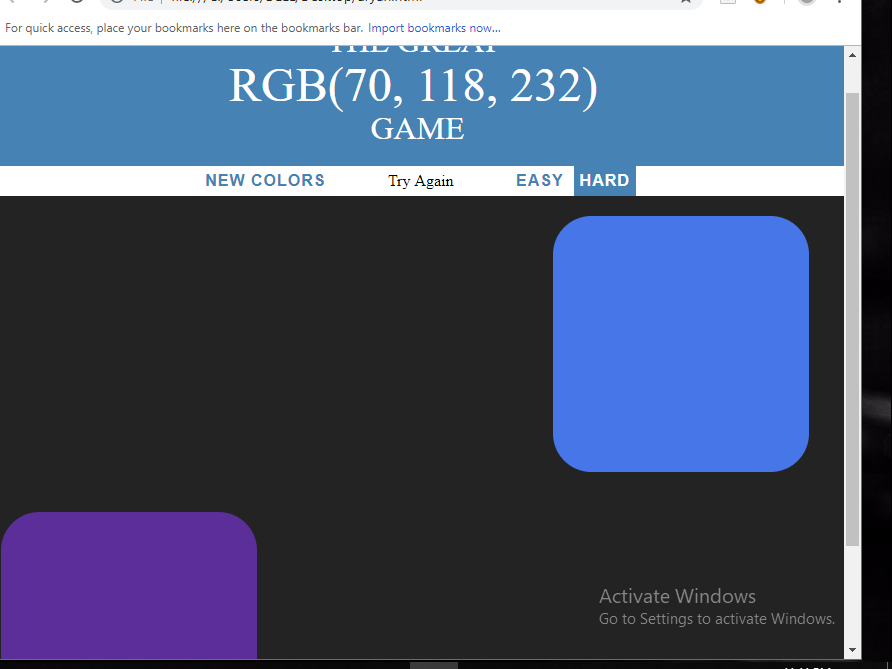 For quick access, place your bookmarks here on the bookmarks bar. Import bookmarks now...
THE GREAT
RGB(70, 118, 232)
GAME
NEW COLORS Try Again EASY HARD
Activate Windows
Go to Settings to activate Windows.